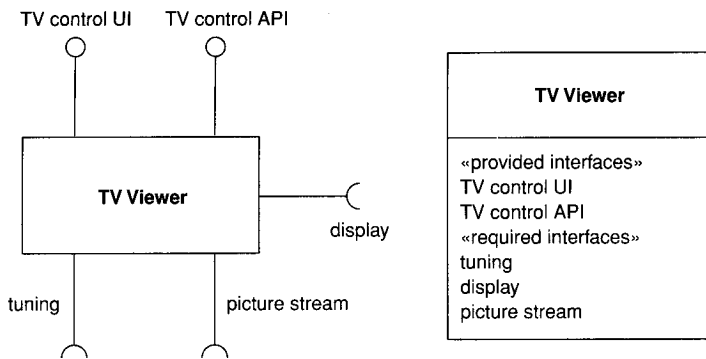 TV control UI
TV control API
TV Viewer
display
tuning
picture stream
TV Viewer
«provided interfaces»
TV control UI
TV control API
«required interfaces»
tuning
display
picture stream